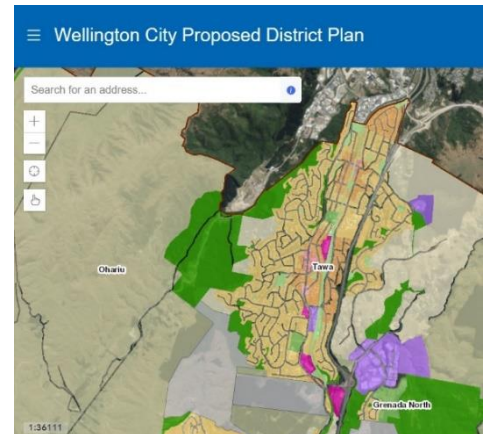 Wellington City Proposed District Plan
Search for an address...
Ohariu
Tawa
Grenada North
1:36111